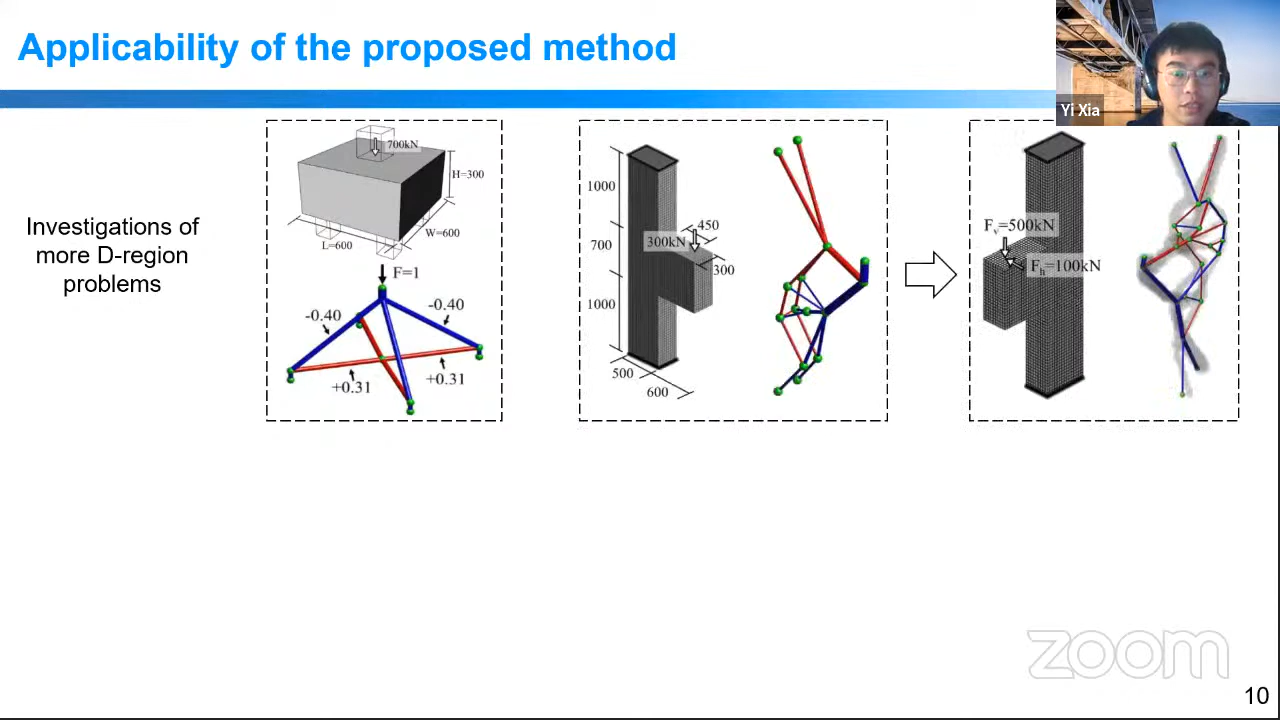 Applicability of the proposed method
Yi Xia
Investigations of
more D-region
problems
700kN
H=300
W=600
L=600
F=1
-0.40
-0.40
+0.31
+0.31
1000
700
1000
450
300kN
300
500
600
Fv=500kN
Fh=100kN
zoom
10